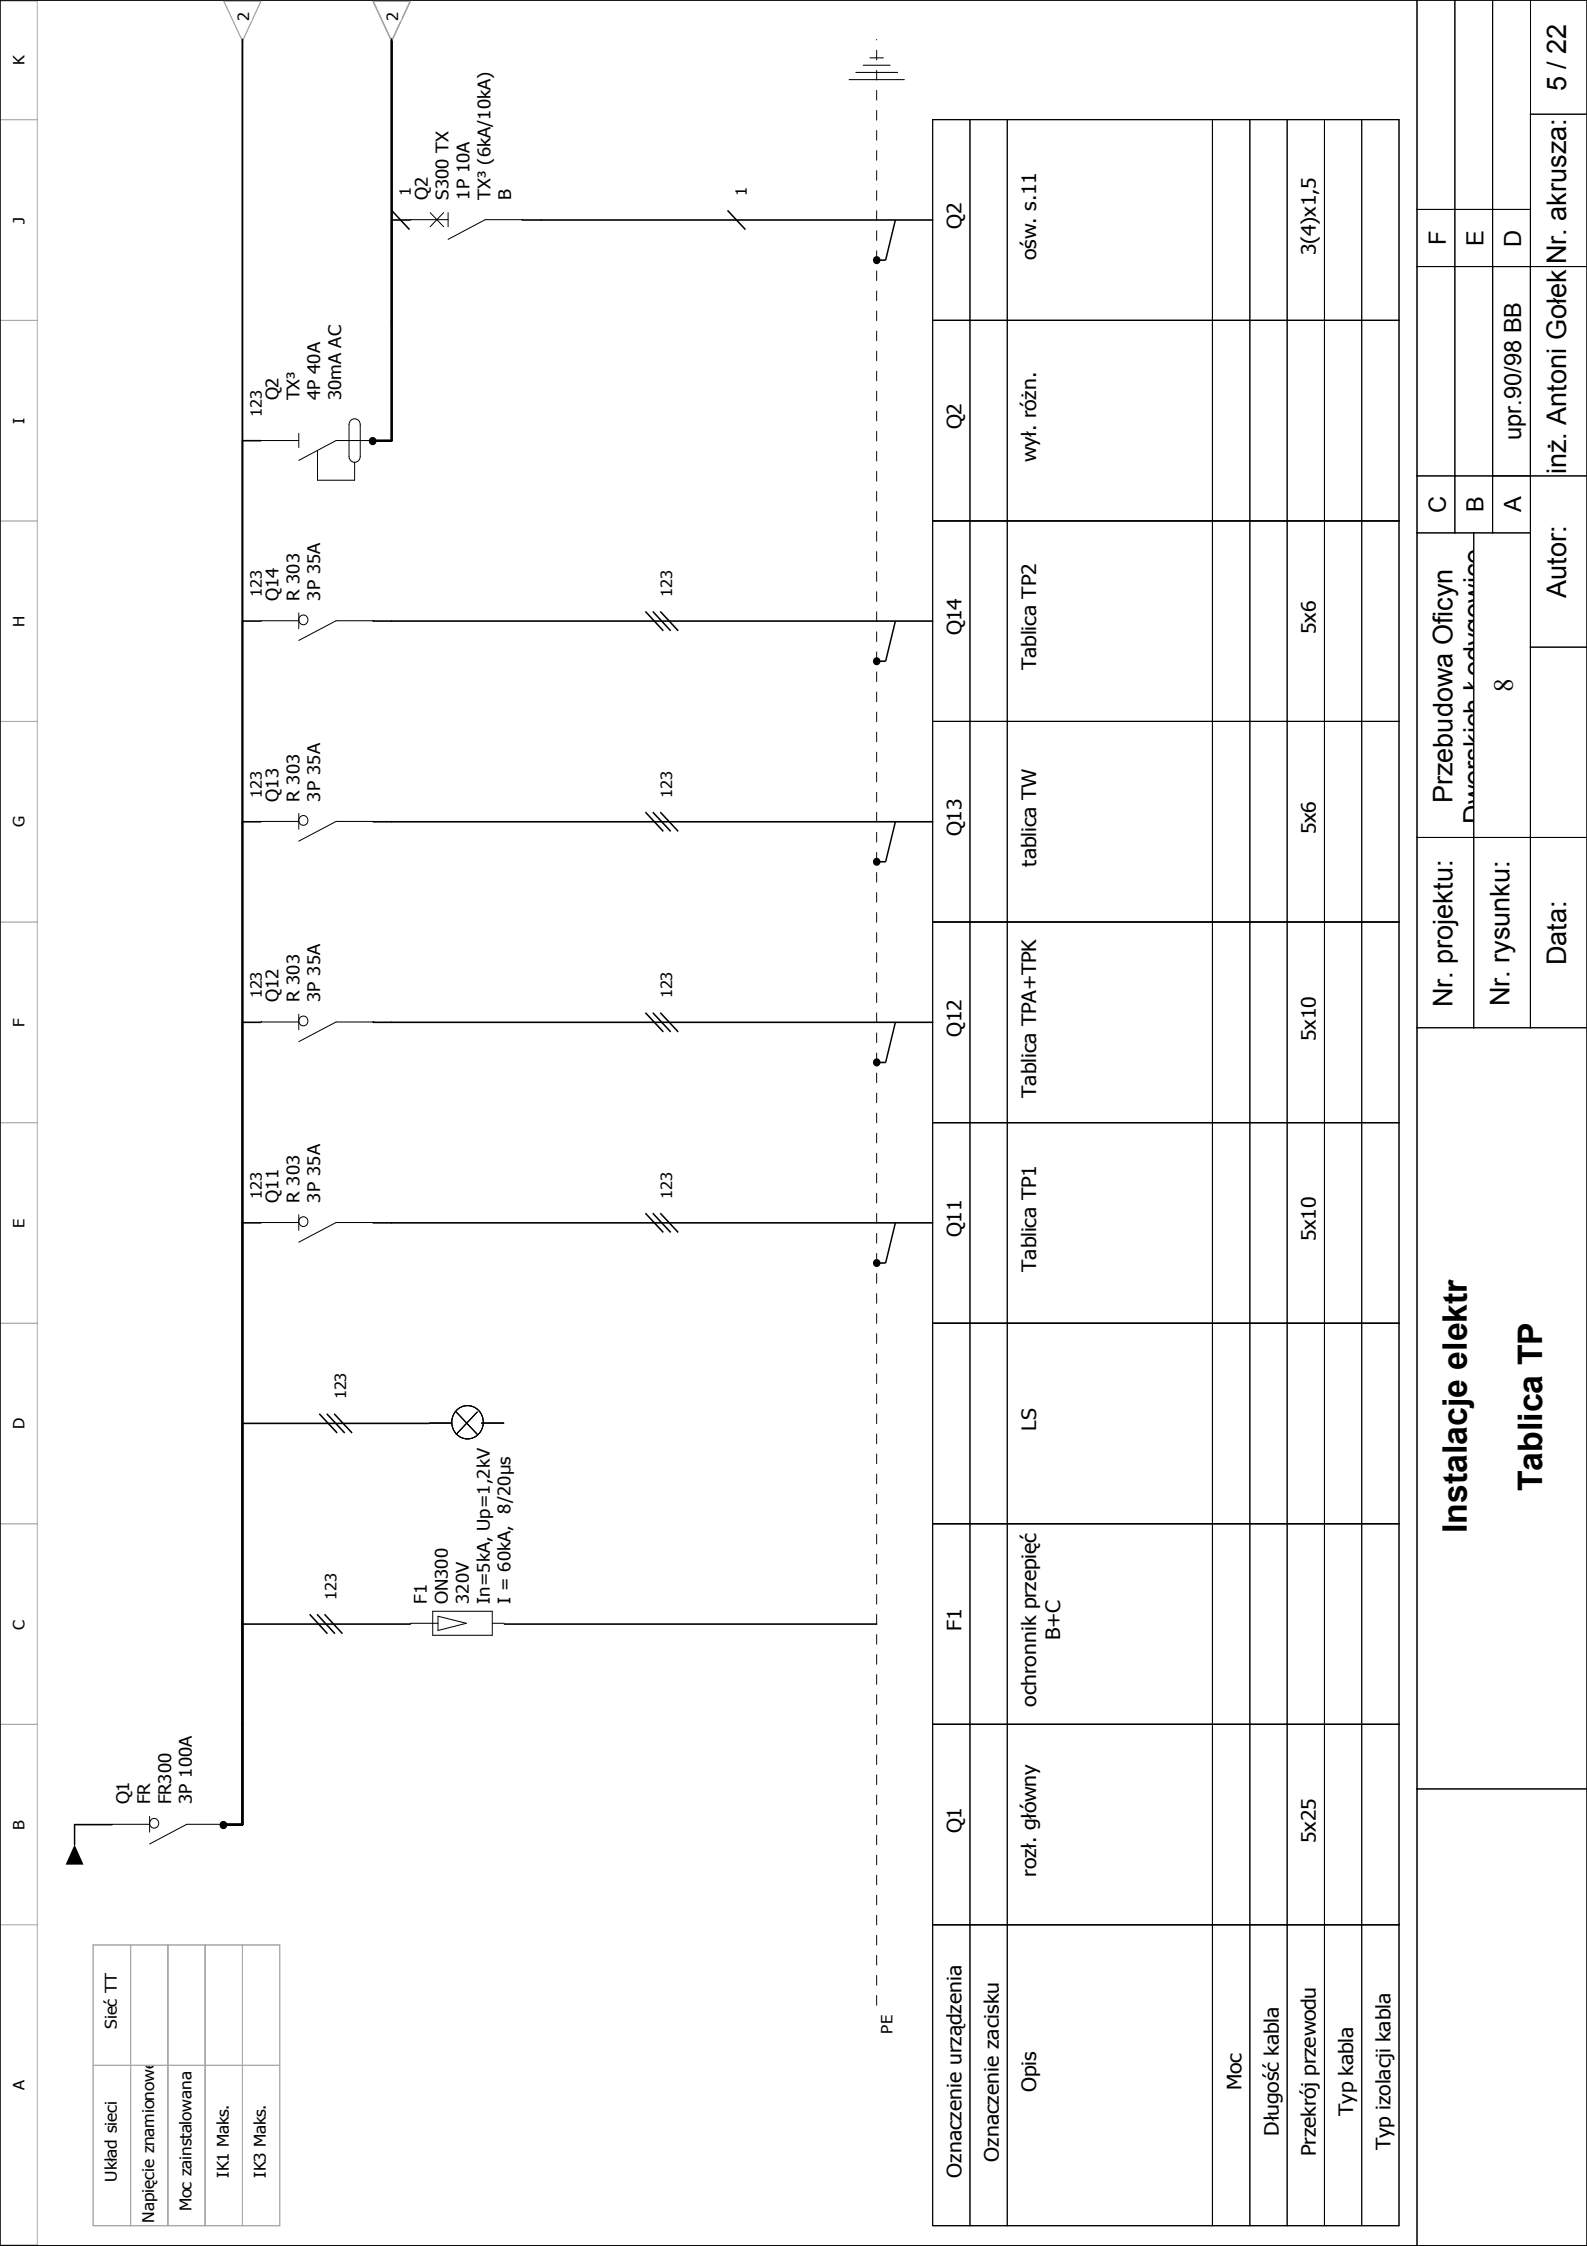 A B C D E F G H I J K
Układ sieci Sieć TT
Napięcie znamionowe
Moc zainstalowana
IK1 Maks.
IK3 Maks.
Q1
FR
FR300
3P 100A
123
F1
ON300
320V
In=5kA, Up=1,2kV
I = 60kA, 8/20µs
123
123
Q11
R 303
3P 35A
123
123
Q12
R 303
3P 35A
123
123
Q13
R 303
3P 35A
123
123
Q14
R 303
3P 35A
123
123
Q2
TX³
4P 40A
30mA AC
1
Q2
S300 TX
1P 10A
TX³ (6kA/10kA)
B
1
2
2
PE
Oznaczenie urządzenia Q1 F1 Q11 Q12 Q13 Q14 Q2 Q2
Oznaczenie zacisku
Opis rozł. główny ochronnik przepięć LS Tablica TP1 Tablica TPA+TPK tablica TW Tablica TP2 wył. różn. ośw. s.11
B+C
Moc
Długość kabla
Przekrój przewodu 5x25 5x10 5x10 5x6 5x6 3(4)x1,5
Typ kabla
Typ izolacji kabla
Instalacje elektr
Tablica TP
Nr. projektu: Przebudowa Oficyn
Dworskich Łodygowice
Nr. rysunku: 8
Data:
C F
B E
A upr.90/98 BB D
Autor: inż. Antoni Gołek Nr. akrusza: 5 / 22